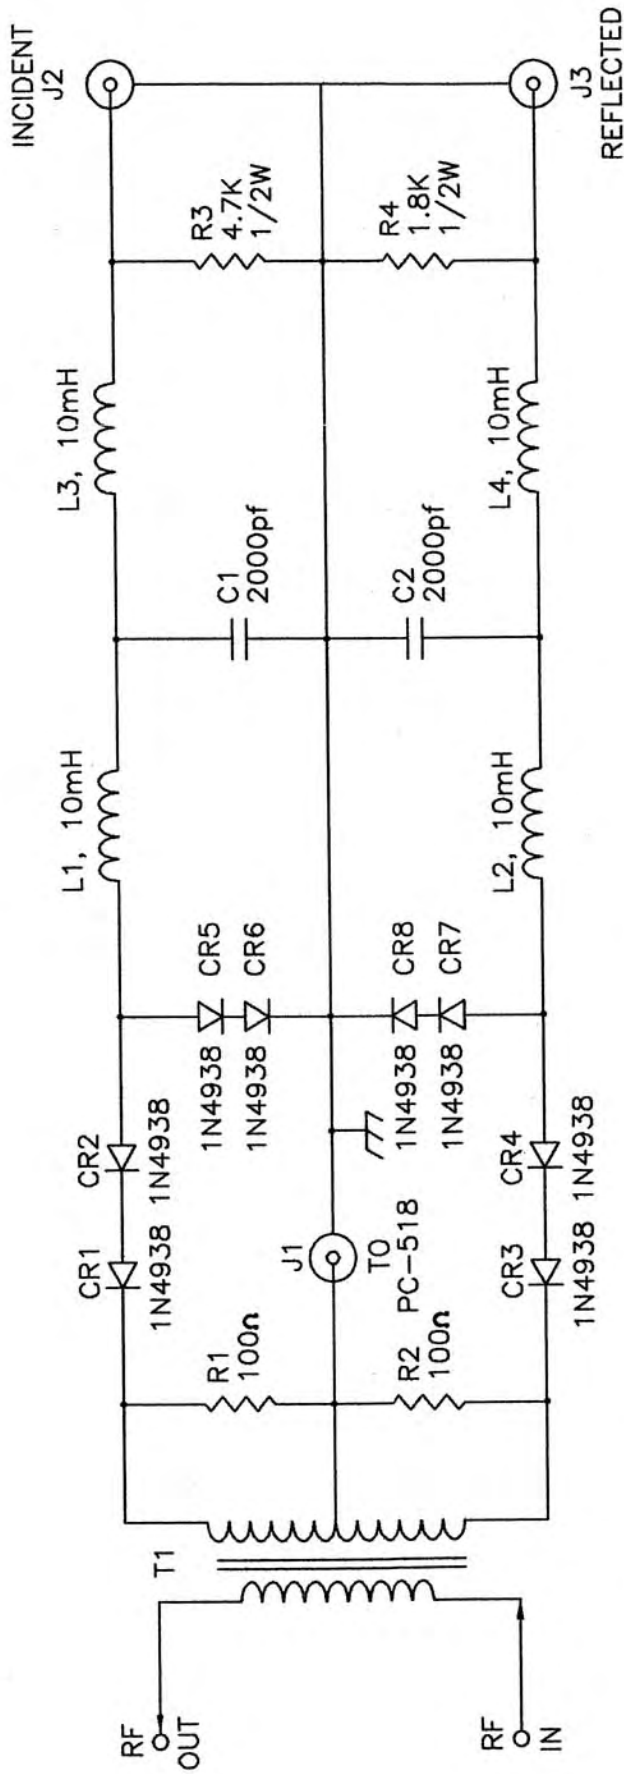 INCIDENT
J2
R3
4.7K
1/2W
R4
1.8K
1/2W
J3
REFLECTED
L3, 10mH
L4, 10mH
C1
2000pf
C2
2000pf
L1, 10mH
L2, 10mH
CR5
CR6
1N4938
1N4938
CR8
CR7
1N4938
1N4938
CR2
1N4938
CR1
1N4938
CR4
1N4938
CR3
1N4938
J1
TO
PC-518
R1
100Ω
R2
100Ω
T1
RF
OUT
RF
IN